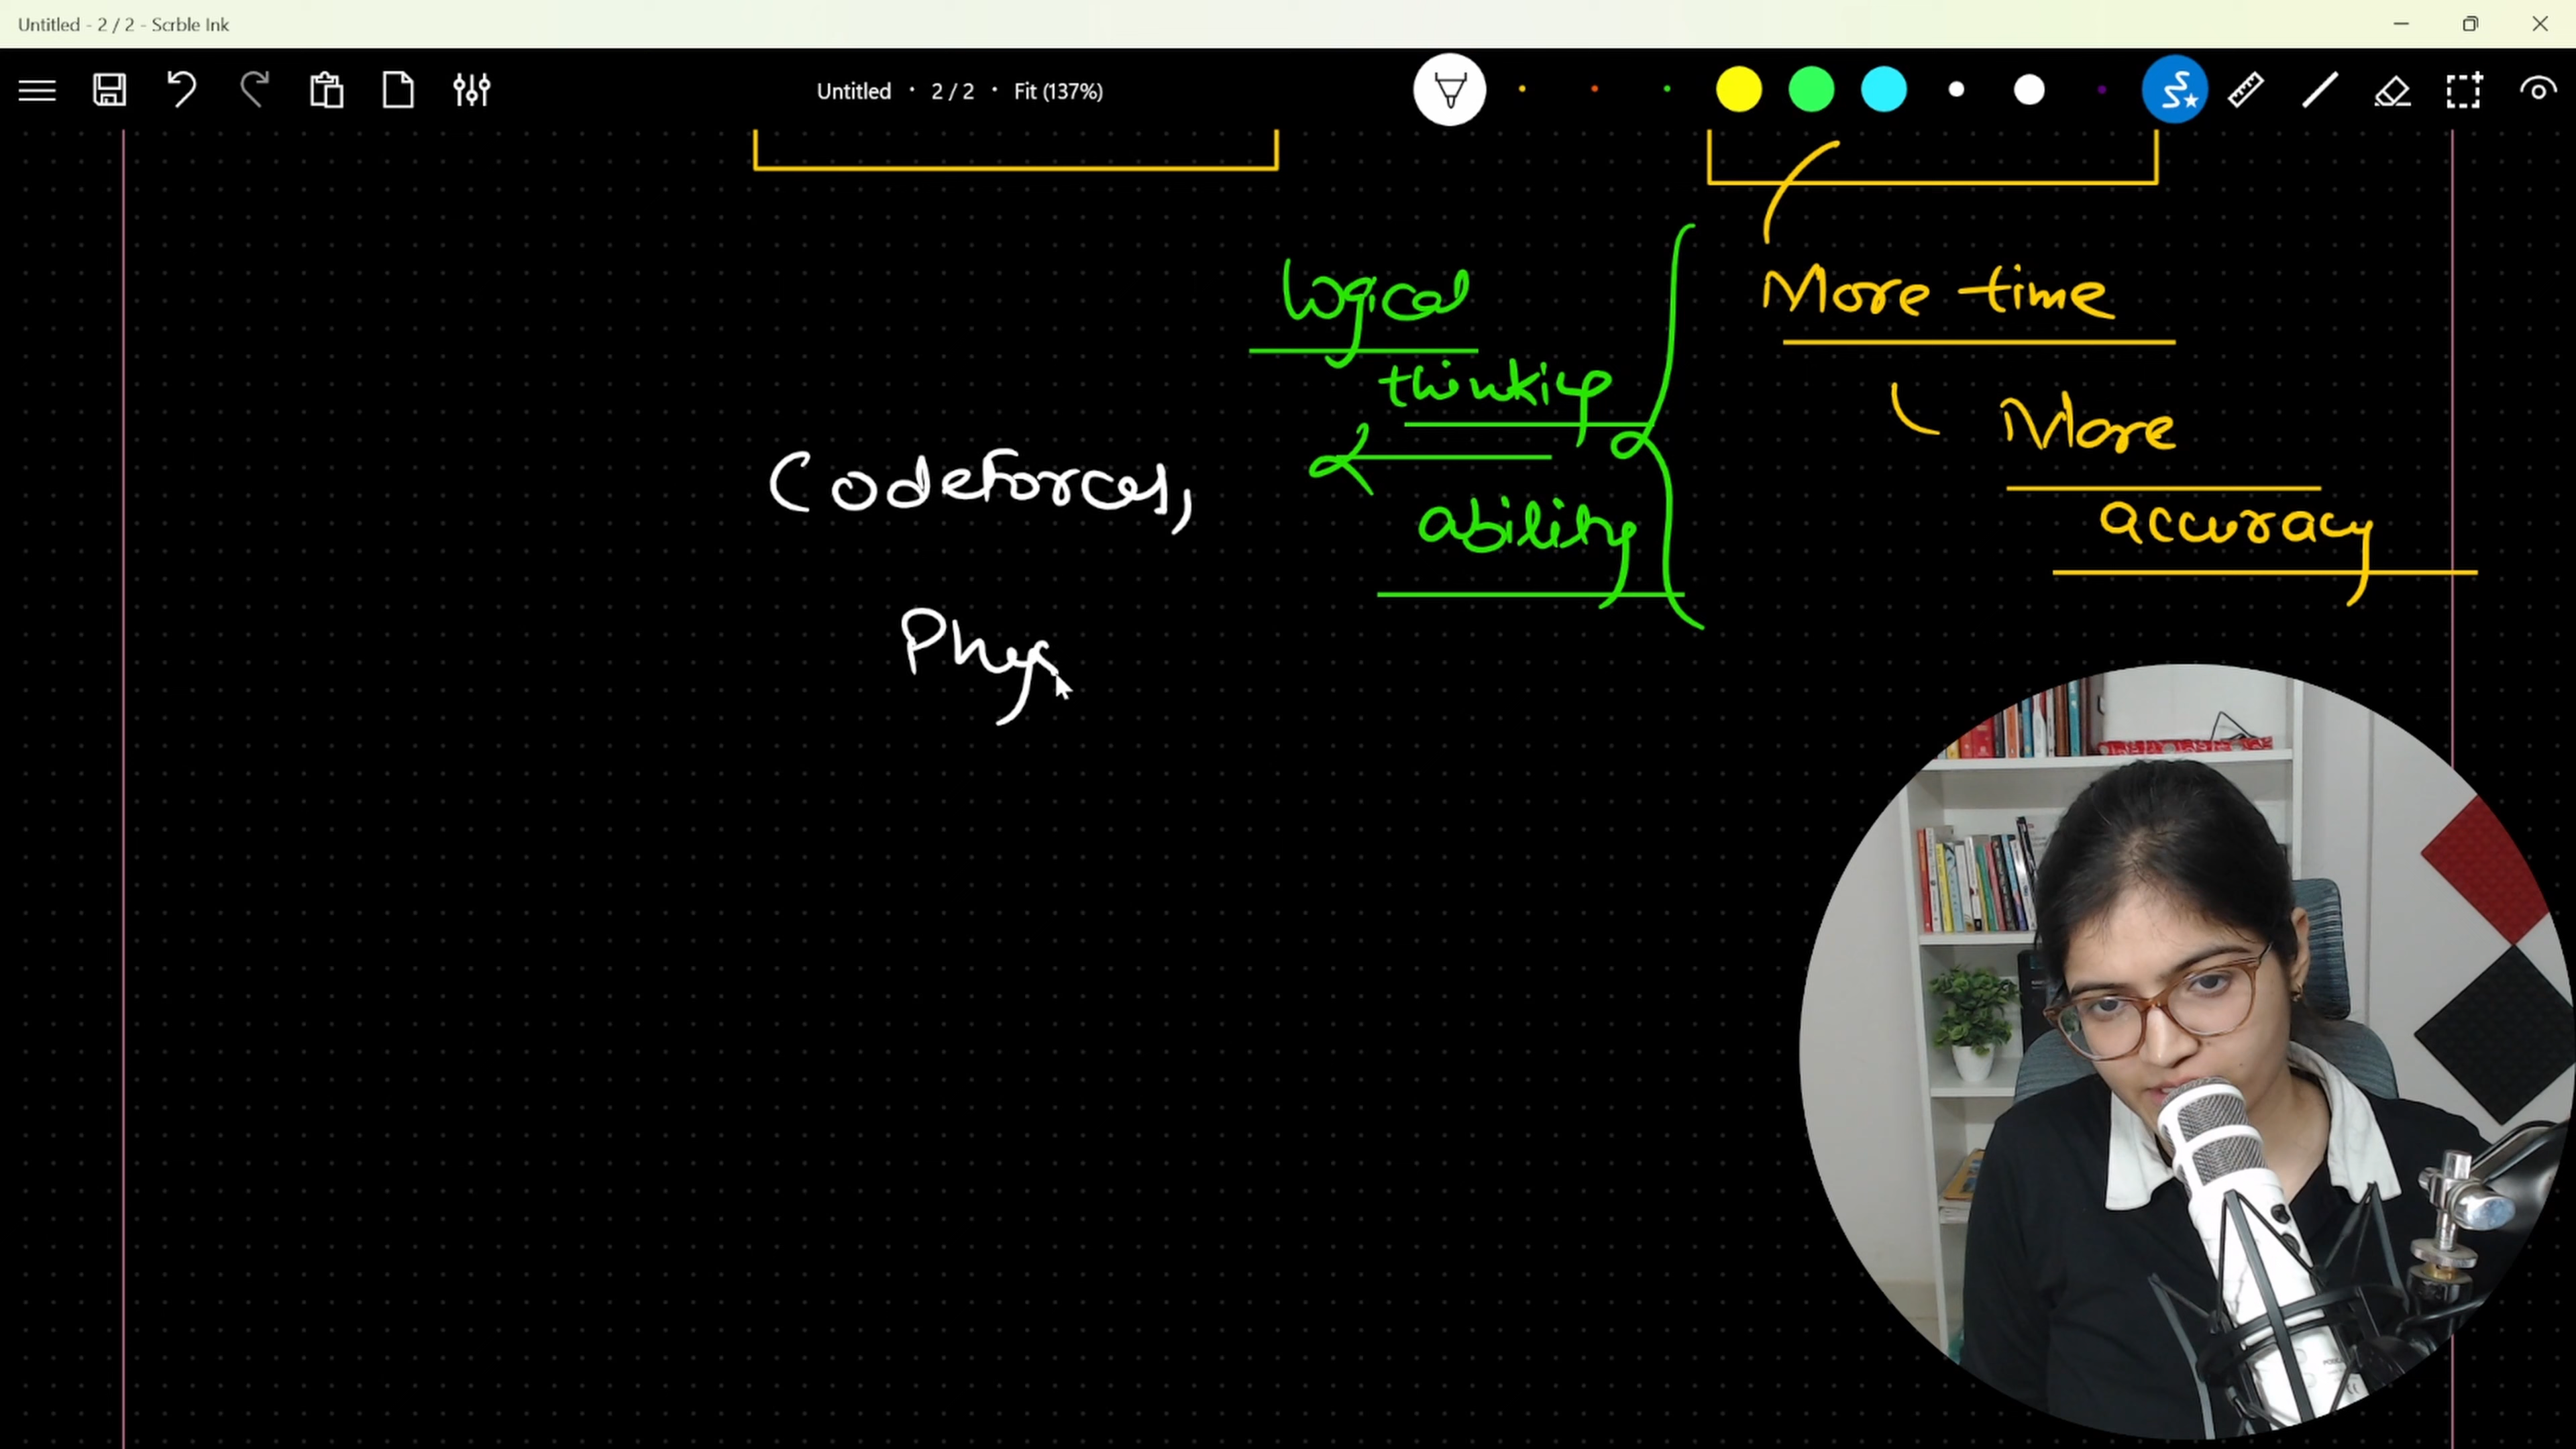 Untitled - 2 / 2 - Scrble Ink
Untitled • 2 / 2 • Fit (137%)
logical
thinking
&
ability
More time
More
accuracy
Codeforces,
Phys